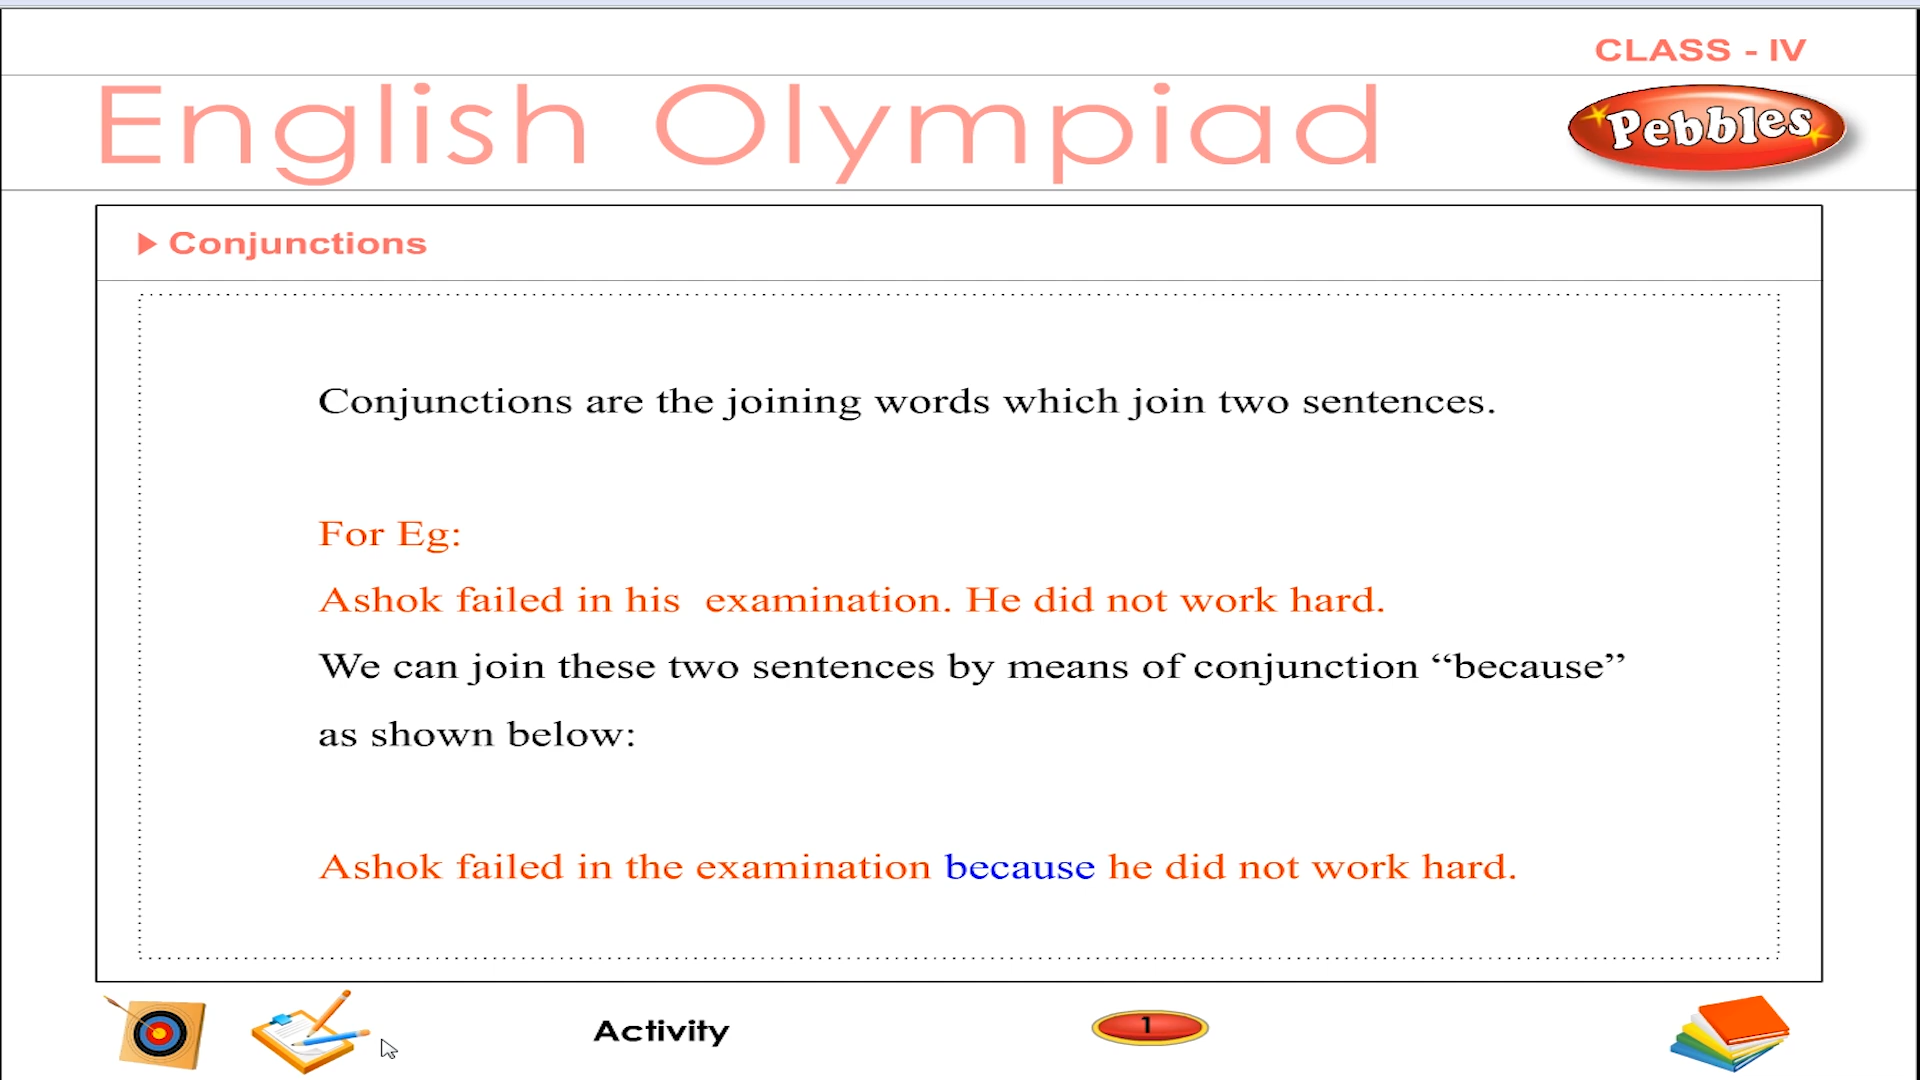 CLASS - IV
English Olympiad
Pebbles
Conjunctions
Conjunctions are the joining words which join two sentences.
For Eg:
Ashok failed in his  examination. He did not work hard.
We can join these two sentences by means of conjunction “because”
as shown below:
Ashok failed in the examination because he did not work hard.
Activity
1